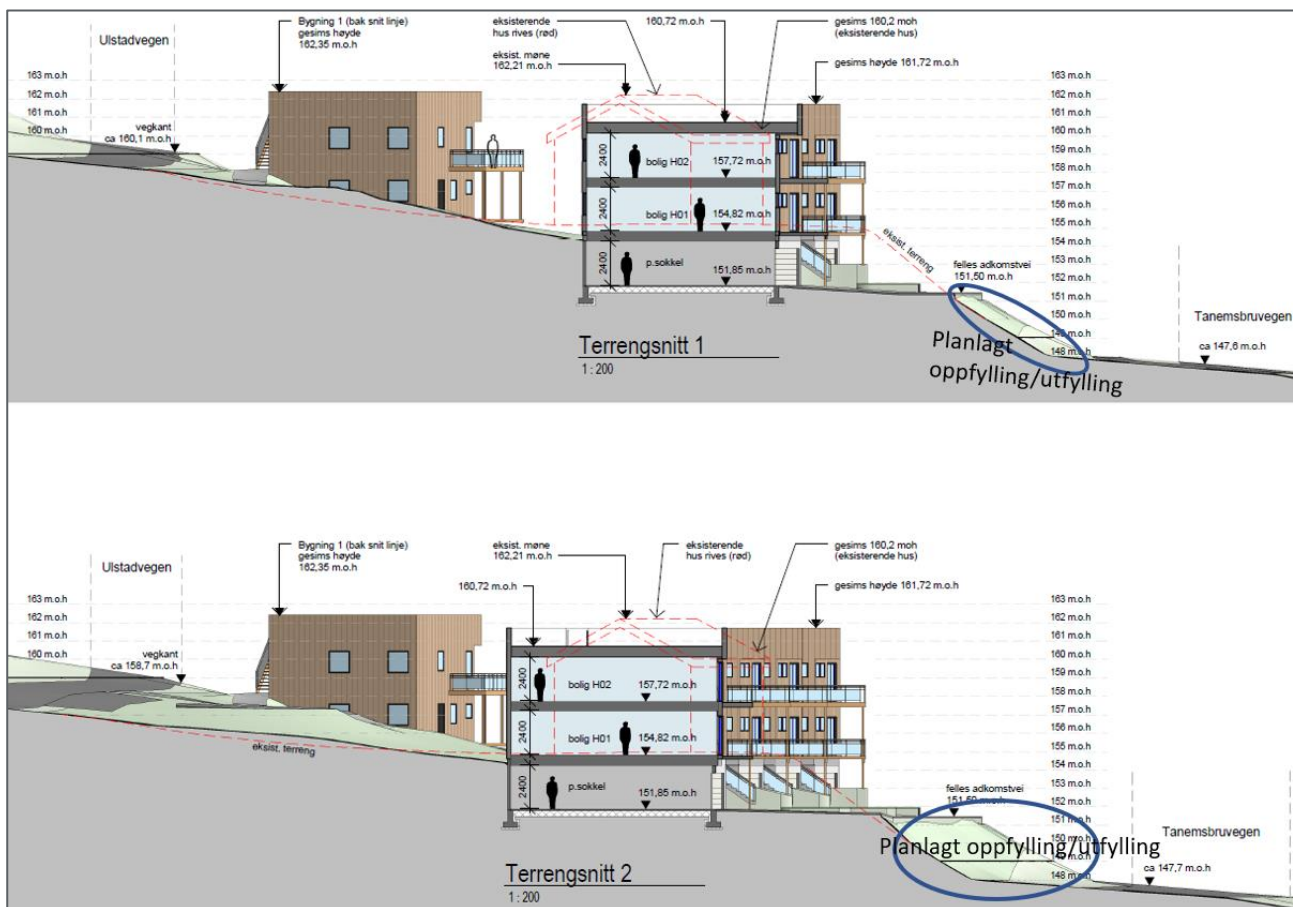 Ulstadvegen
Bygning 1 (bak snit linje)
gesims høyde
162,35 m.o.h
eksisterende
hus rives (rød)
160,72 m.o.h
gesims 160,2 moh
(eksisterende hus)
eksist. møne
162,21 m.o.h
gesims høyde 161,72 m.o.h
163 m.o.h
162 m.o.h
161 m.o.h
160 m.o.h
vegkant
ca 160,1 m.o.h
2400
bolig H02
157,72 m.o.h
2400
bolig H01
154,82 m.o.h
2400
p.sokkel
151,85 m.o.h
eksist. terreng
felles adkomstvei
151,50 m.o.h
163 m.o.h
162 m.o.h
161 m.o.h
160 m.o.h
159 m.o.h
158 m.o.h
157 m.o.h
156 m.o.h
155 m.o.h
154 m.o.h
153 m.o.h
152 m.o.h
151 m.o.h
150 m.o.h
149 m.o.h
148 m.o.h
Tanemsbruvegen
ca 147,6 m.o.h
Planlagt
oppfylling/utfylling
Terrengsnitt 1
1 : 200
Ulstadvegen
Bygning 1 (bak snit linje)
gesims høyde
162,35 m.o.h
eksist. møne
162,21 m.o.h
eksisterende
hus rives (rød)
gesims 160,2 moh
(eksisterende hus)
160,72 m.o.h
gesims høyde 161,72 m.o.h
163 m.o.h
162 m.o.h
161 m.o.h
160 m.o.h
vegkant
ca 158,7 m.o.h
2400
bolig H02
157,72 m.o.h
2400
bolig H01
154,82 m.o.h
2400
p.sokkel
151,85 m.o.h
eksist. terreng
felles adkomstvei
151,50 m.o.h
163 m.o.h
162 m.o.h
161 m.o.h
160 m.o.h
159 m.o.h
158 m.o.h
157 m.o.h
156 m.o.h
155 m.o.h
154 m.o.h
153 m.o.h
152 m.o.h
151 m.o.h
150 m.o.h
149 m.o.h
148 m.o.h
Tanemsbruvegen
ca 147,7 m.o.h
Planlagt oppfylling/utfylling
Terrengsnitt 2
1 : 200